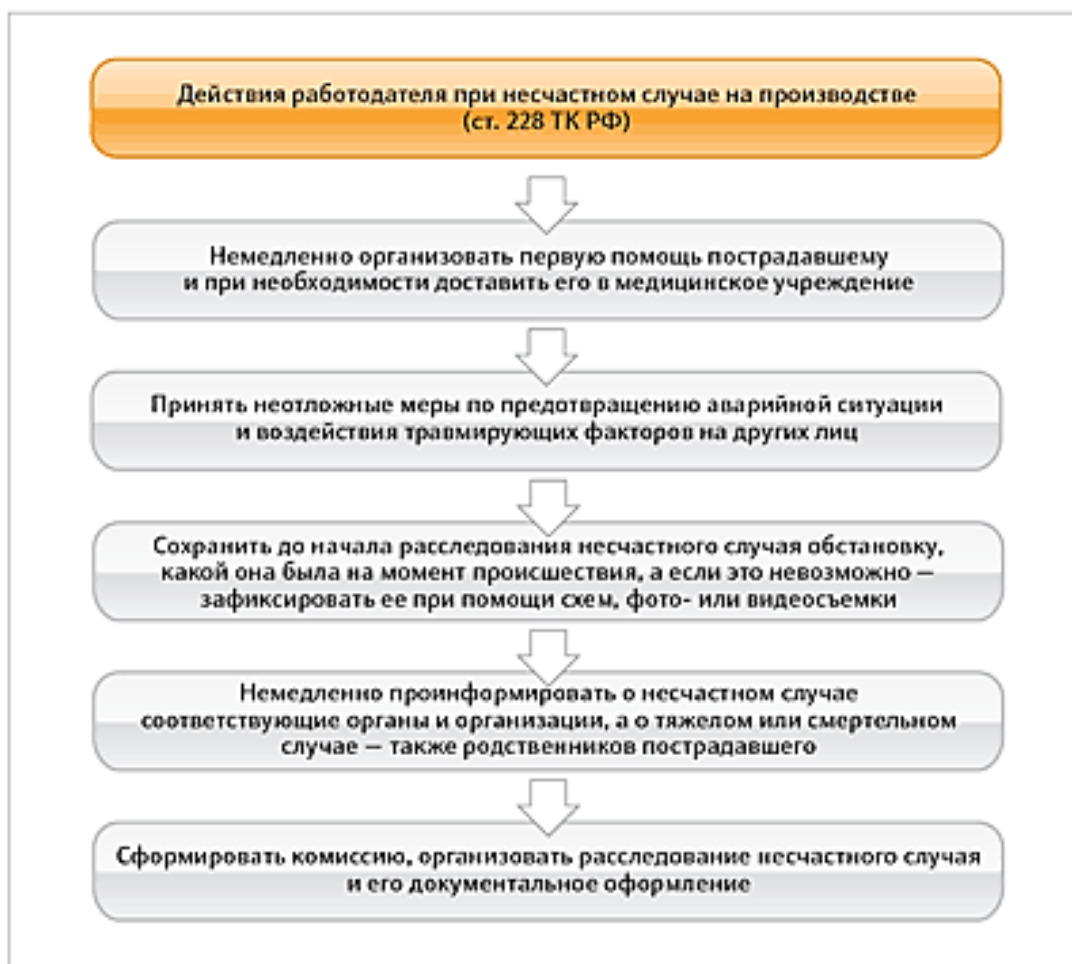 Действия работодателя при несчастном случае на производстве
(ст. 228 ТК РФ)
Немедленно организовать первую помощь пострадавшему
и при необходимости доставить его в медицинское учреждение
Принять неотложные меры по предотвращению аварийной ситуации
и воздействия травмирующих факторов на других лиц
Сохранить до начала расследования несчастного случая обстановку,
какой она была на момент происшествия, а если это невозможно —
зафиксировать ее при помощи схем, фото- или видеосъемки
Немедленно проинформировать о несчастном случае
соответствующие органы и организации, а о тяжелом или смертельном
случае — также родственников пострадавшего
Сформировать комиссию, организовать расследование несчастного случая
и его документальное оформление